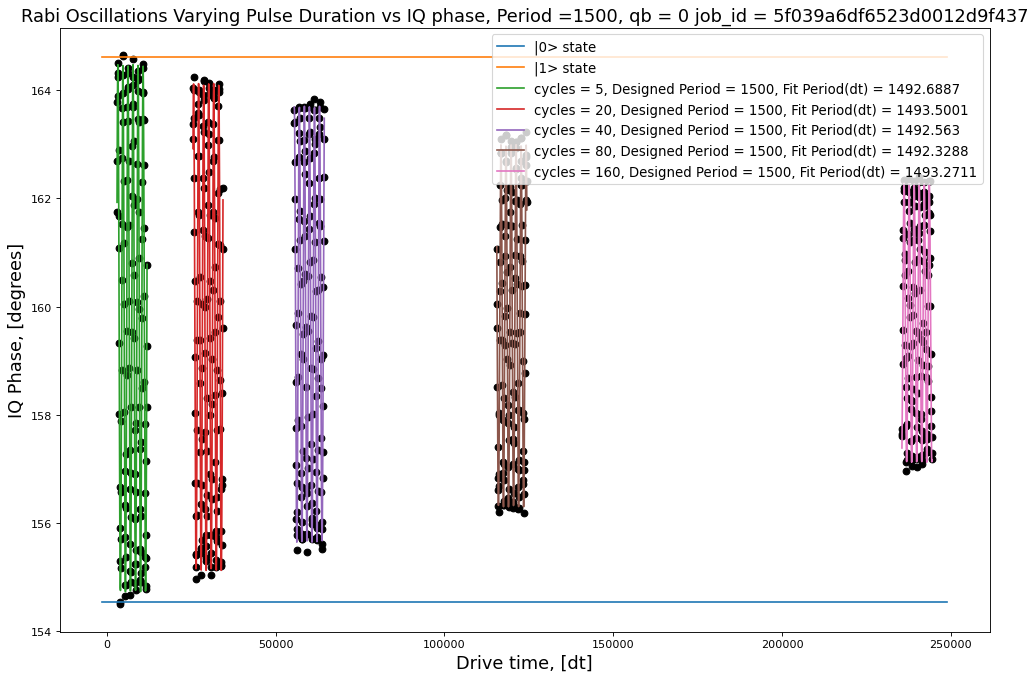 Rabi Oscillations Varying Pulse Duration vs IQ phase, Period =1500, qb = 0 job_id = 5f039a6df6523d0012d9f437
|0> state
|1> state
cycles = 5, Designed Period = 1500, Fit Period(dt) = 1492.6887
cycles = 20, Designed Period = 1500, Fit Period(dt) = 1493.5001
cycles = 40, Designed Period = 1500, Fit Period(dt) = 1492.563
cycles = 80, Designed Period = 1500, Fit Period(dt) = 1492.3288
cycles = 160, Designed Period = 1500, Fit Period(dt) = 1493.2711
IQ Phase, [degrees]
164
162
160
158
156
154
0 50000 100000 150000 200000 250000
Drive time, [dt]